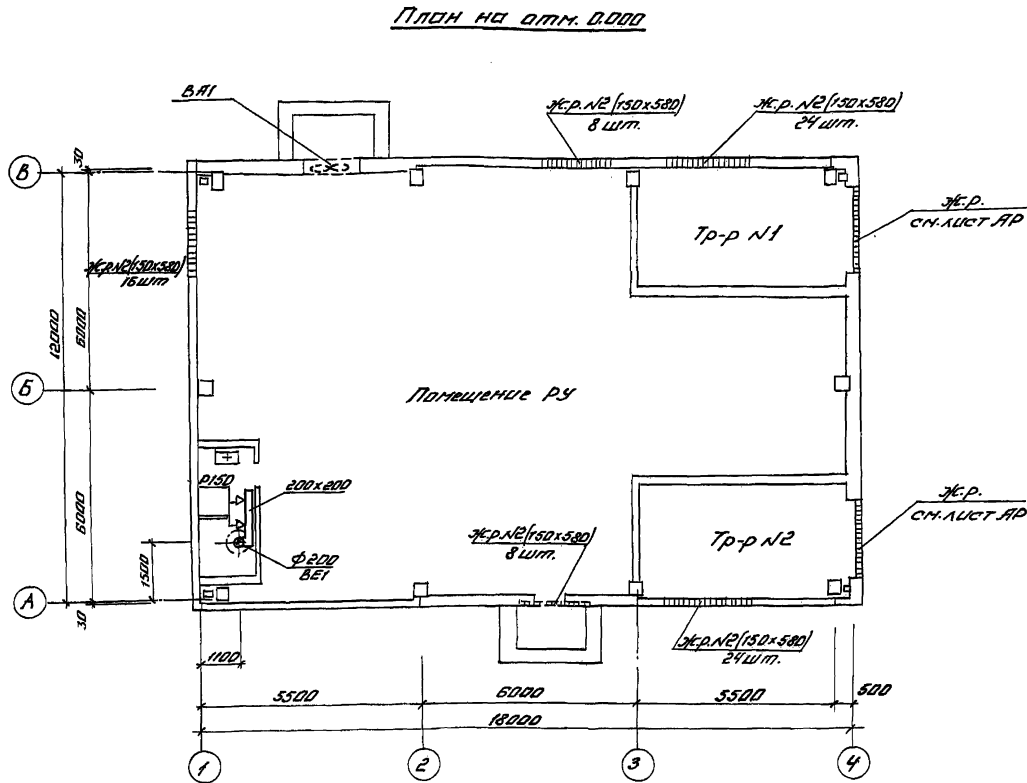 План на отм. 0.000
ВА1
Ж.р. №2 (150х580)
8 шт.
Ж.р. №2 (150х580)
24 шт.
30
В
Тр-р №1
Ж.р.
см. лист АР
Ж.р. №2 (150х580)
16 шт
12000
6000
Б
Помещение РУ
Р150
200х200
6000
Ж.р. №2 (150х580)
8 шт.
Тр-р №2
Ж.р.
см. лист АР
1500
ф200
ВЕ1
А
30
Ж.р. №2 (150х580)
24 шт.
1100
5500
6000
5500
500
18000
1
2
3
4